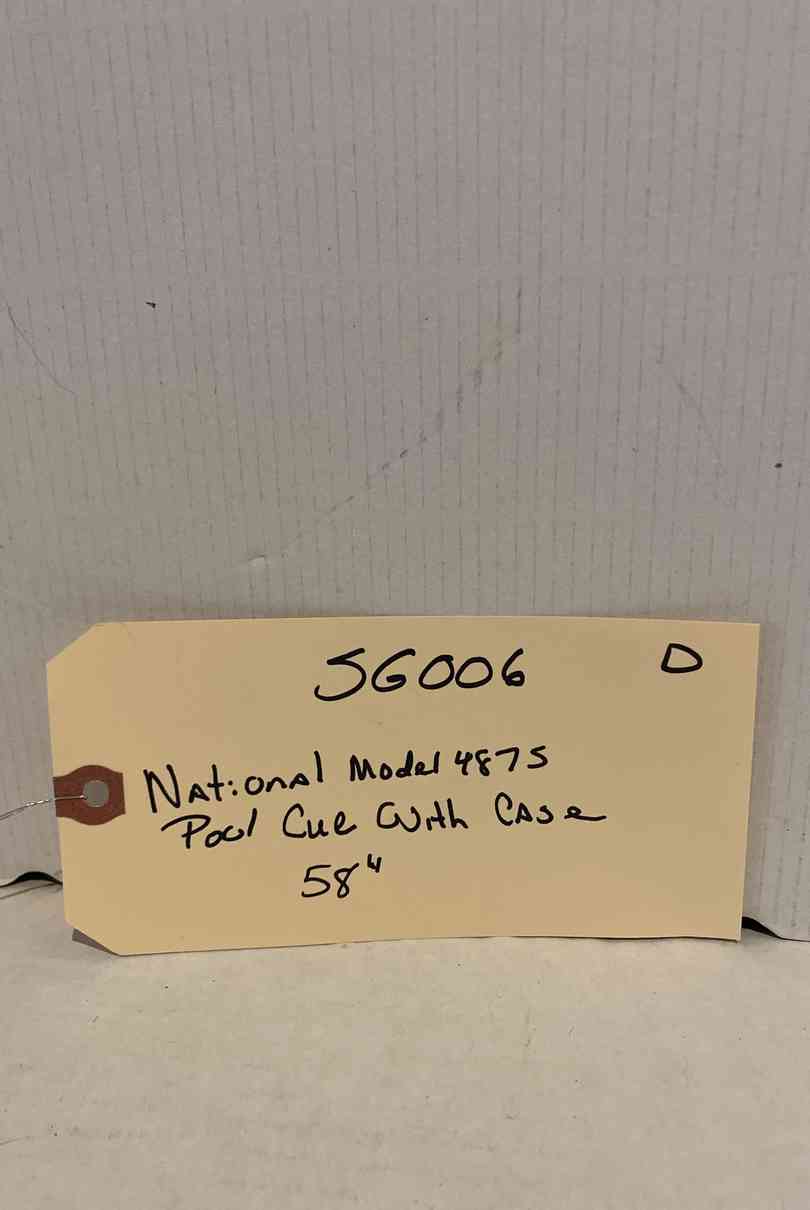 SG006 D
National Model 4875
Pool Cue With Case
58"